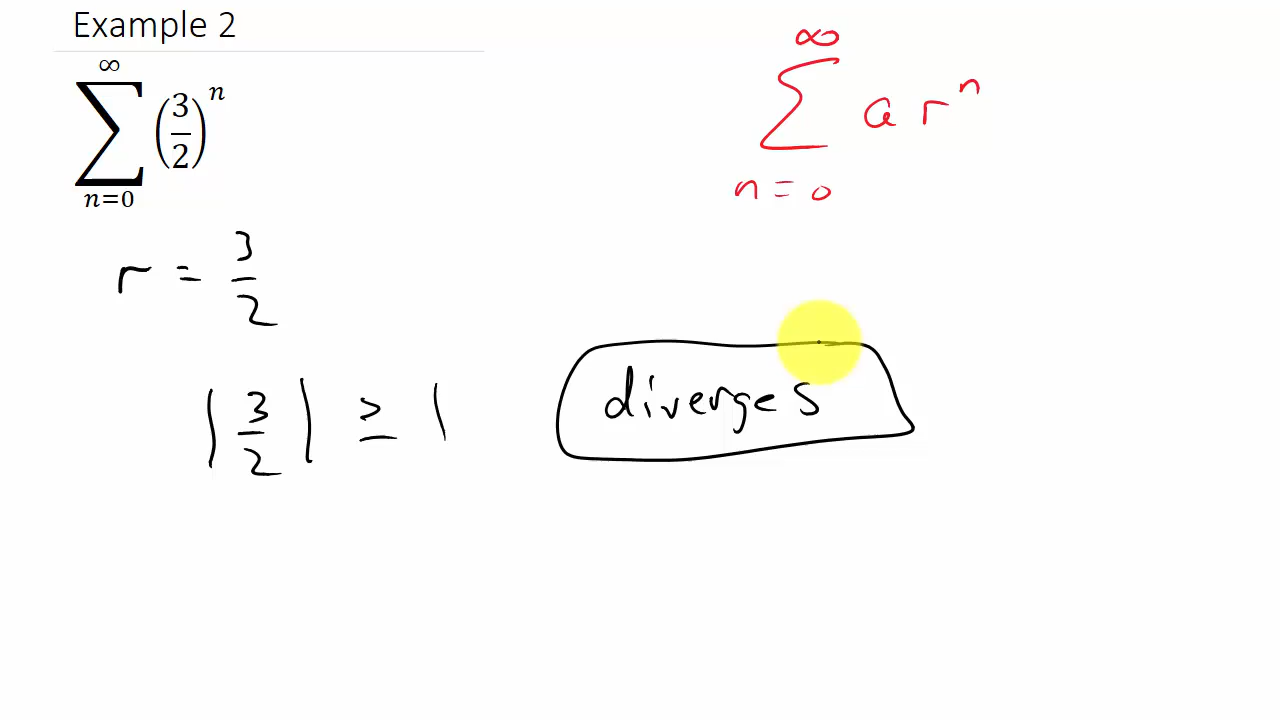 Example 2
∞
∑ (3/2)^n
n=0
∞
∑ a r^n
n = 0
r = 3/2
|3/2| ≥ 1
diverges